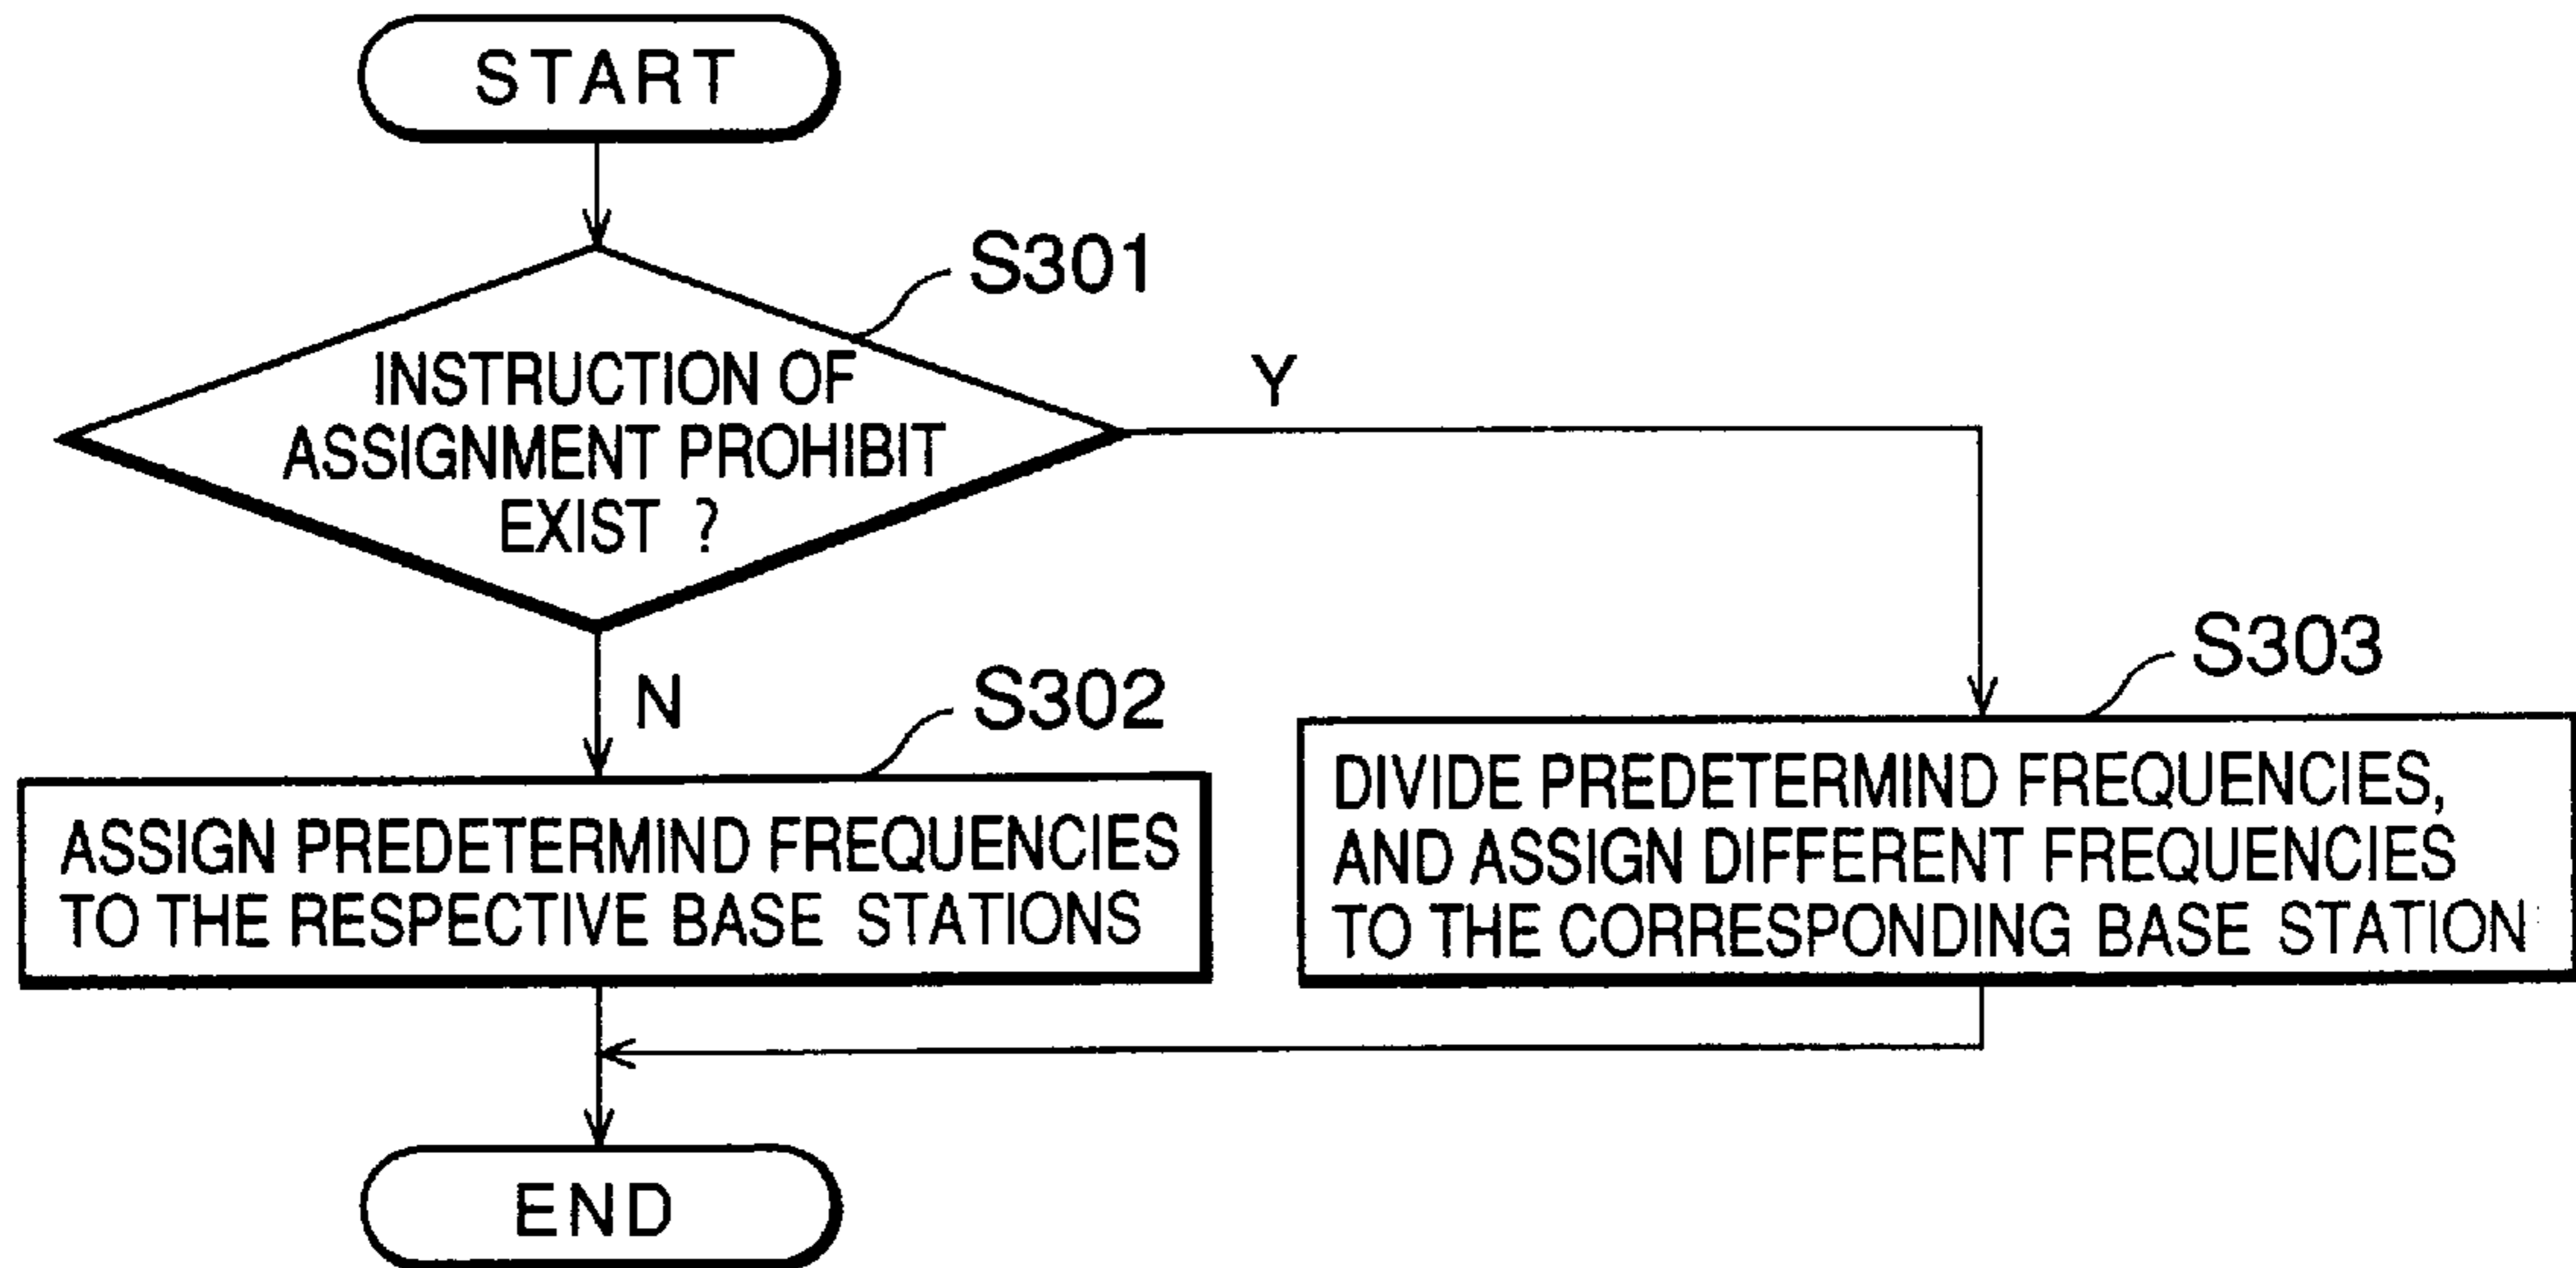 START
S301
INSTRUCTION OF
ASSIGNMENT PROHIBIT
EXIST ?
Y
N
S302
ASSIGN PREDETERMIND FREQUENCIES
TO THE RESPECTIVE BASE STATIONS
S303
DIVIDE PREDETERMIND FREQUENCIES,
AND ASSIGN DIFFERENT FREQUENCIES
TO THE CORRESPONDING BASE STATION
END